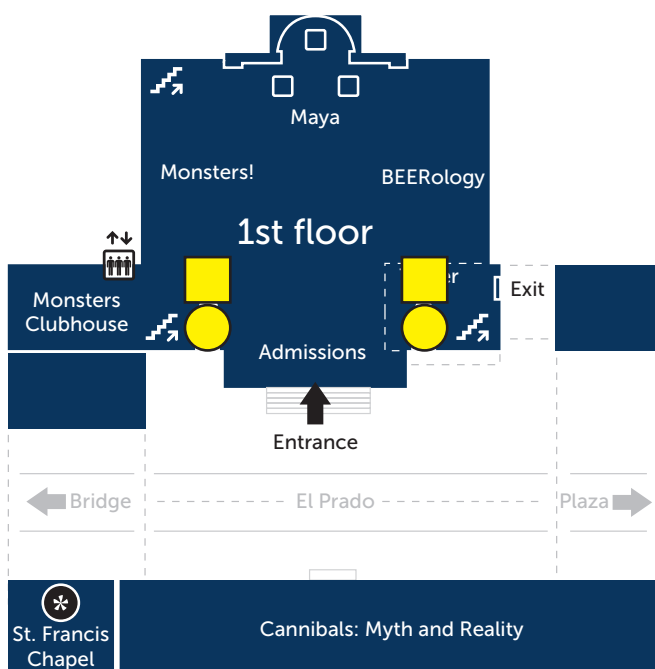 Maya
Monsters!
BEERology
1st floor
Monsters
Clubhouse
Exit
Admissions
Entrance
Bridge
El Prado
Plaza
St. Francis
Chapel
Cannibals: Myth and Reality